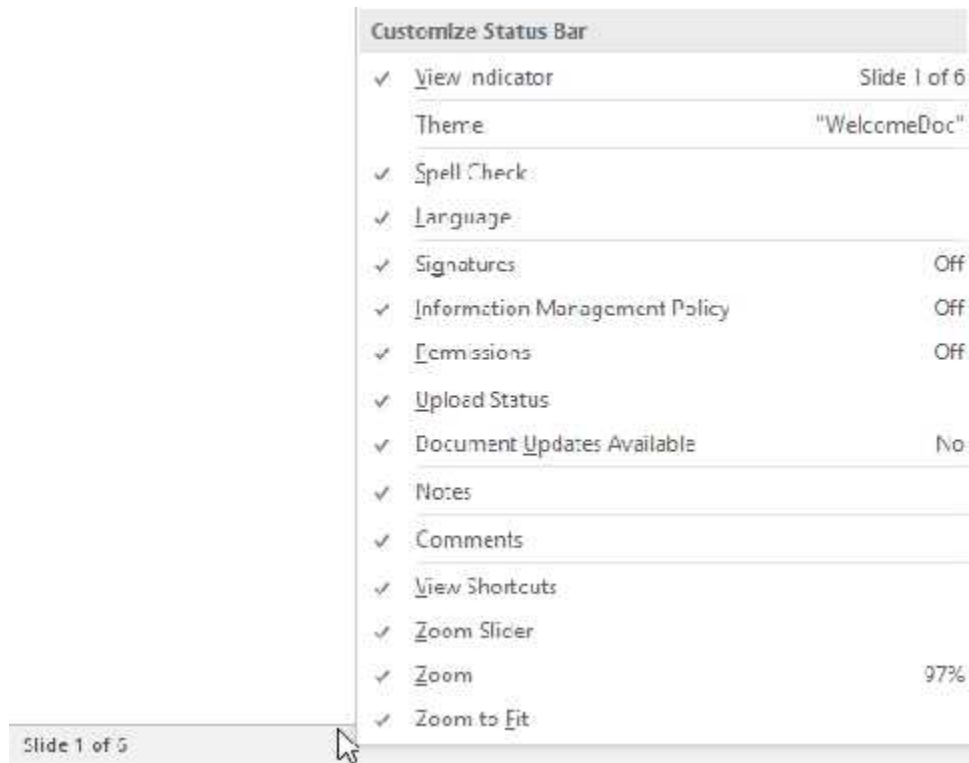 Customize Status Bar
View Indicator Slide 1 of 6
Theme "WelcomeDoc"
Spell Check
Language
Signatures Off
Information Management Policy Off
Permissions Off
Upload Status
Document Updates Available No
Notes
Comments
View Shortcuts
Zoom Slider
Zoom 97%
Zoom to Fit
Slide 1 of 6